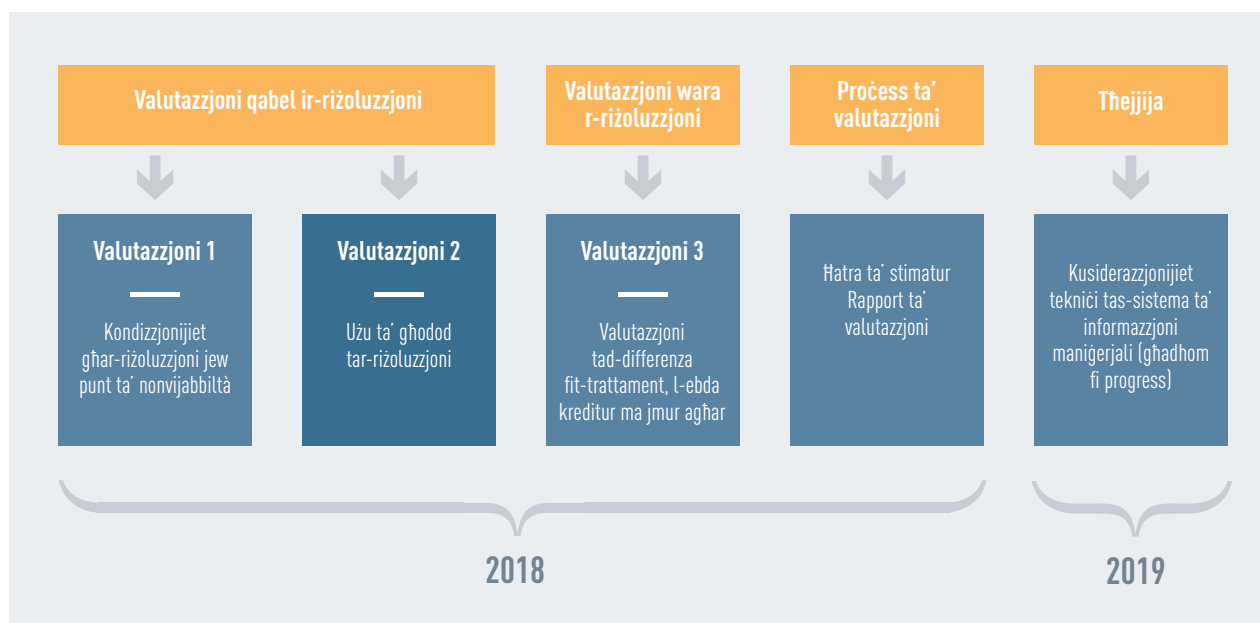 Valutazzjoni qabel ir-riżoluzzjoni
Valutazzjoni wara
r-riżoluzzjoni
Proċess ta’
valutazzjoni
Tħejjija
Valutazzjoni 1
Kondizzjonijiet
għar-riżoluzzjoni jew
punt ta’ nonvijabbiltà
Valutazzjoni 2
Użu ta’ għodod
tar-riżoluzzjoni
Valutazzjoni 3
Valutazzjoni
tad-differenza
fit-trattament, l-ebda
kreditur ma jmur agħar
Ħatra ta’ stimatur
Rapport ta’
valutazzjoni
Kusiderazzjonijiet
tekniċi tas-sistema ta’
informazzjoni
maniġerjali (għadhom
fi progress)
2018
2019